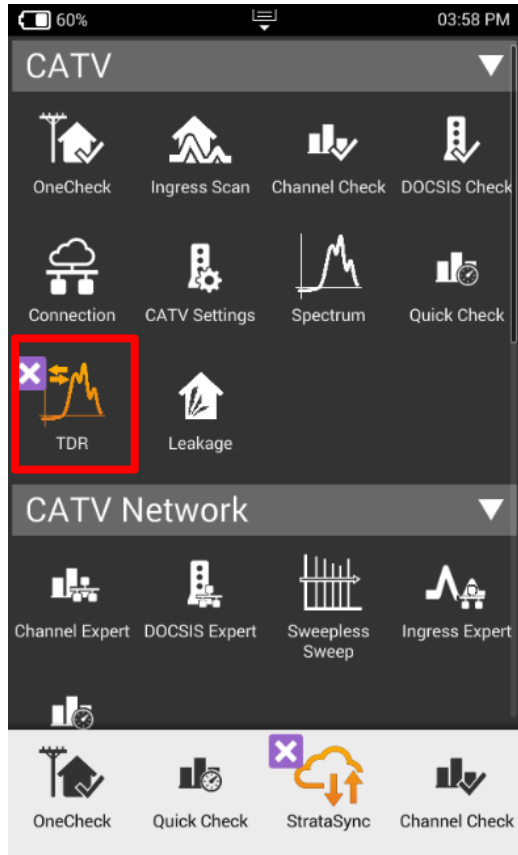 60%
03:58 PM
CATV
OneCheck
Ingress Scan
Channel Check
DOCSIS Check
Connection
CATV Settings
Spectrum
Quick Check
TDR
Leakage
CATV Network
Channel Expert
DOCSIS Expert
Sweepless
Sweep
Ingress Expert
OneCheck
Quick Check
StrataSync
Channel Check